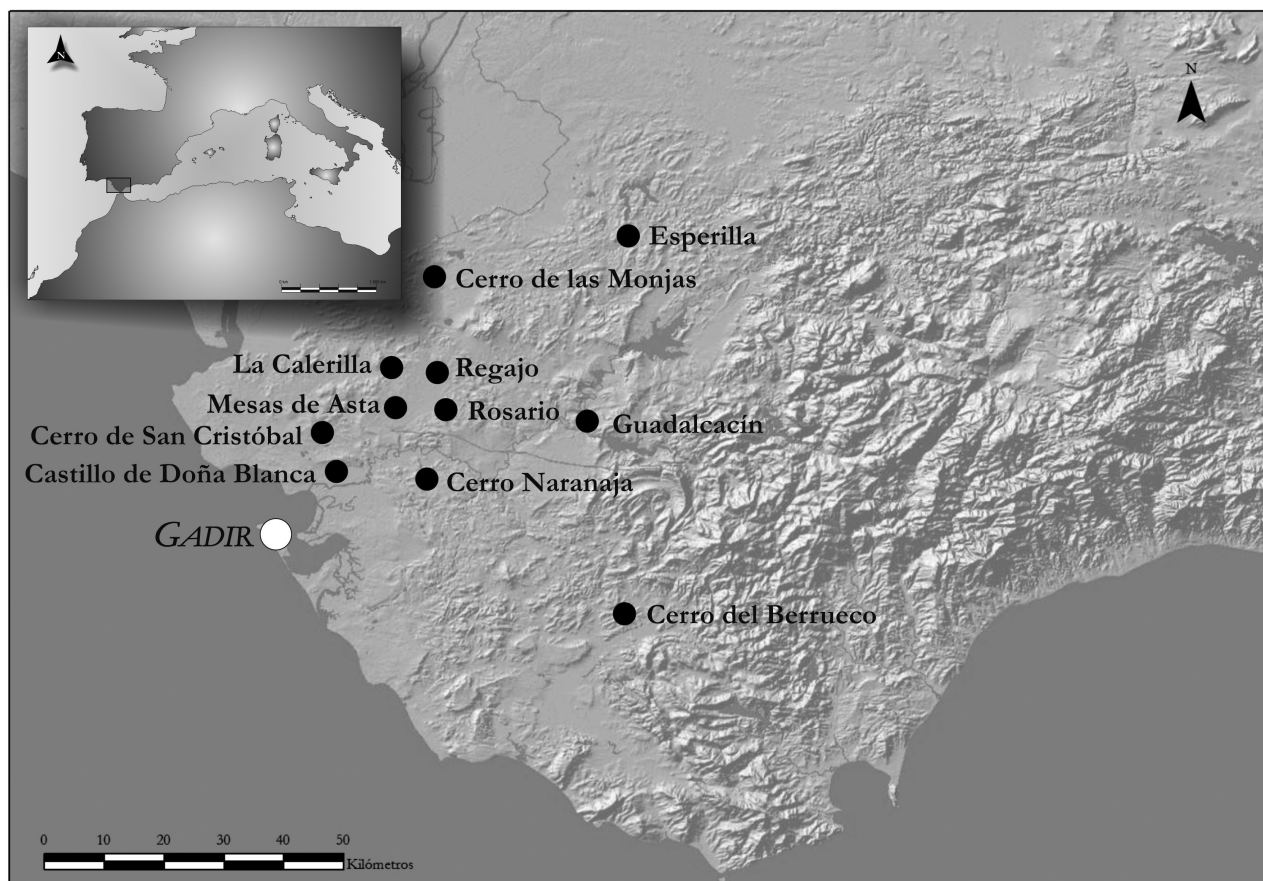 N
N
Esperilla
Cerro de las Monjas
La Calerilla
Regajo
Mesas de Asta
Rosario
Guadalcacín
Cerro de San Cristóbal
Castillo de Doña Blanca
Cerro Naranaja
GADIR
Cerro del Berrueco
0 10 20 30 40 50
Kilómetros